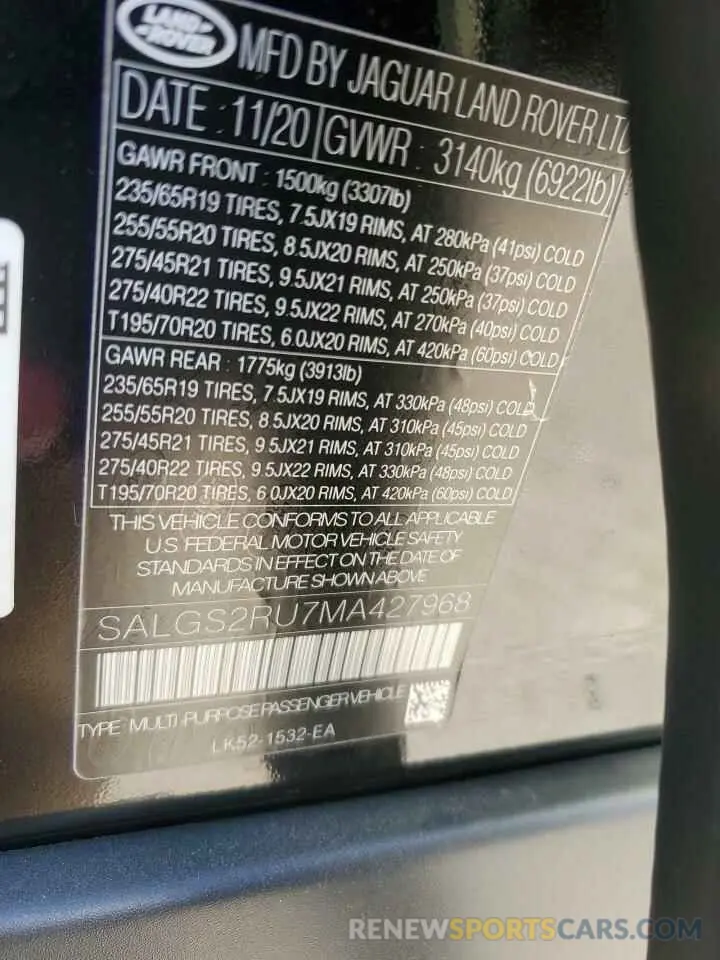 LAND ROVER
MFD BY JAGUAR LAND ROVER LTD
DATE : 11/20 GVWR : 3140kg (6922lb)
GAWR FRONT : 1500kg (3307lb)
235/65R19 TIRES, 7.5JX19 RIMS, AT 280kPa (41psi) COLD
255/55R20 TIRES, 8.5JX20 RIMS, AT 250kPa (37psi) COLD
275/45R21 TIRES, 9.5JX21 RIMS, AT 250kPa (37psi) COLD
275/40R22 TIRES, 9.5JX22 RIMS, AT 270kPa (40psi) COLD
T195/70R20 TIRES, 6.0JX20 RIMS, AT 420kPa (60psi) COLD
GAWR REAR : 1775kg (3913lb)
235/65R19 TIRES, 7.5JX19 RIMS, AT 330kPa (48psi) COLD
255/55R20 TIRES, 8.5JX20 RIMS, AT 310kPa (45psi) COLD
275/45R21 TIRES, 9.5JX21 RIMS, AT 310kPa (45psi) COLD
275/40R22 TIRES, 9.5JX22 RIMS, AT 330kPa (48psi) COLD
T195/70R20 TIRES, 6.0JX20 RIMS, AT 420kPa (60psi) COLD
THIS VEHICLE CONFORMS TO ALL APPLICABLE
U.S. FEDERAL MOTOR VEHICLE SAFETY
STANDARDS IN EFFECT ON THE DATE OF
MANUFACTURE SHOWN ABOVE
SALGS2RU7MA427968
TYPE MULTI PURPOSE PASSENGER VEHICLE
LK52-1532-EA
RENEWSPORTSCARS.COM